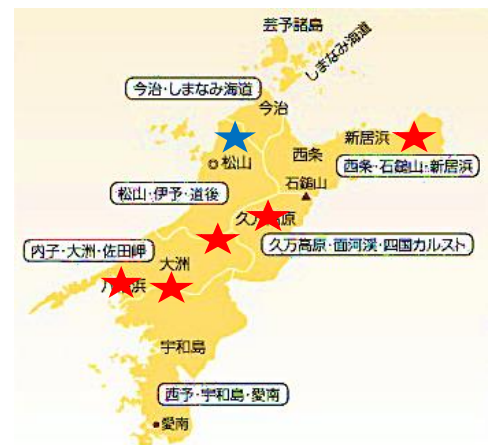 芸予諸島
しまなみ海道
今治・しまなみ海道
今治
新居浜
松山
西条
西条・石鎚山・新居浜
石鎚山
松山・伊予・道後
久万高原
久万高原・面河渓・四国カルスト
内子・大洲・佐田岬
大洲
浜
宇和島
西予・宇和島・愛南
愛南